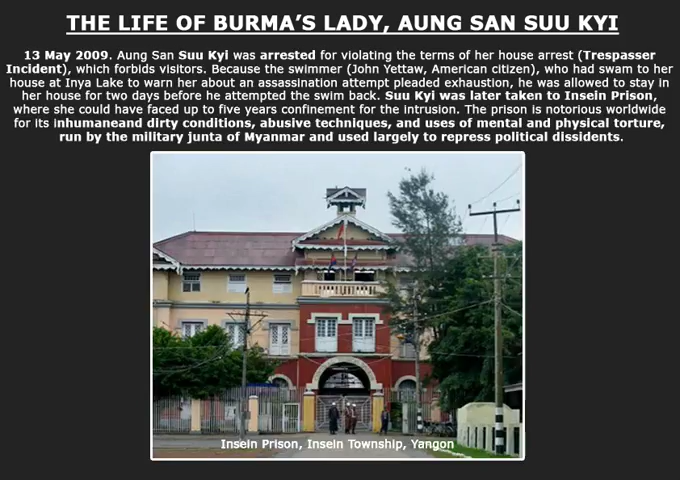 THE LIFE OF BURMA’S LADY, AUNG SAN SUU KYI
13 May 2009. Aung San Suu Kyi was arrested for violating the terms of her house arrest (Trespasser
Incident), which forbids visitors. Because the swimmer (John Yettaw, American citizen), who had swam to her
house at Inya Lake to warn her about an assassination attempt pleaded exhaustion, he was allowed to stay in
her house for two days before he attempted the swim back. Suu Kyi was later taken to Insein Prison,
where she could have faced up to five years confinement for the intrusion. The prison is notorious worldwide
for its inhumaneand dirty conditions, abusive techniques, and uses of mental and physical torture,
run by the military junta of Myanmar and used largely to repress political dissidents.
Insein Prison, Insein Township, Yangon